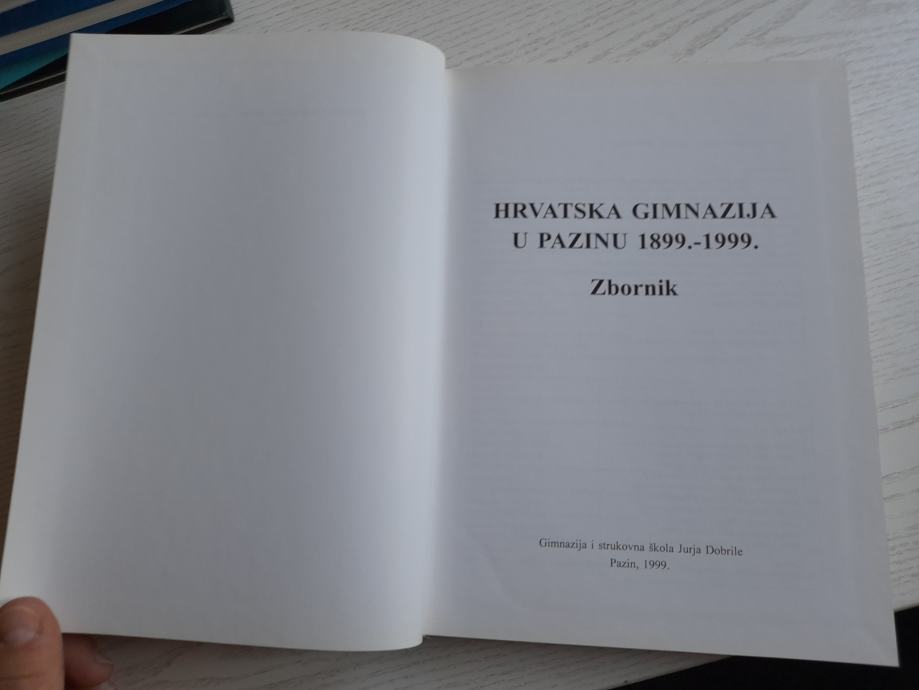 HRVATSKA GIMNAZIJA
U PAZINU 1899.-1999.
Zbornik
Gimnazija i strukovna škola Jurja Dobrile
Pazin, 1999.